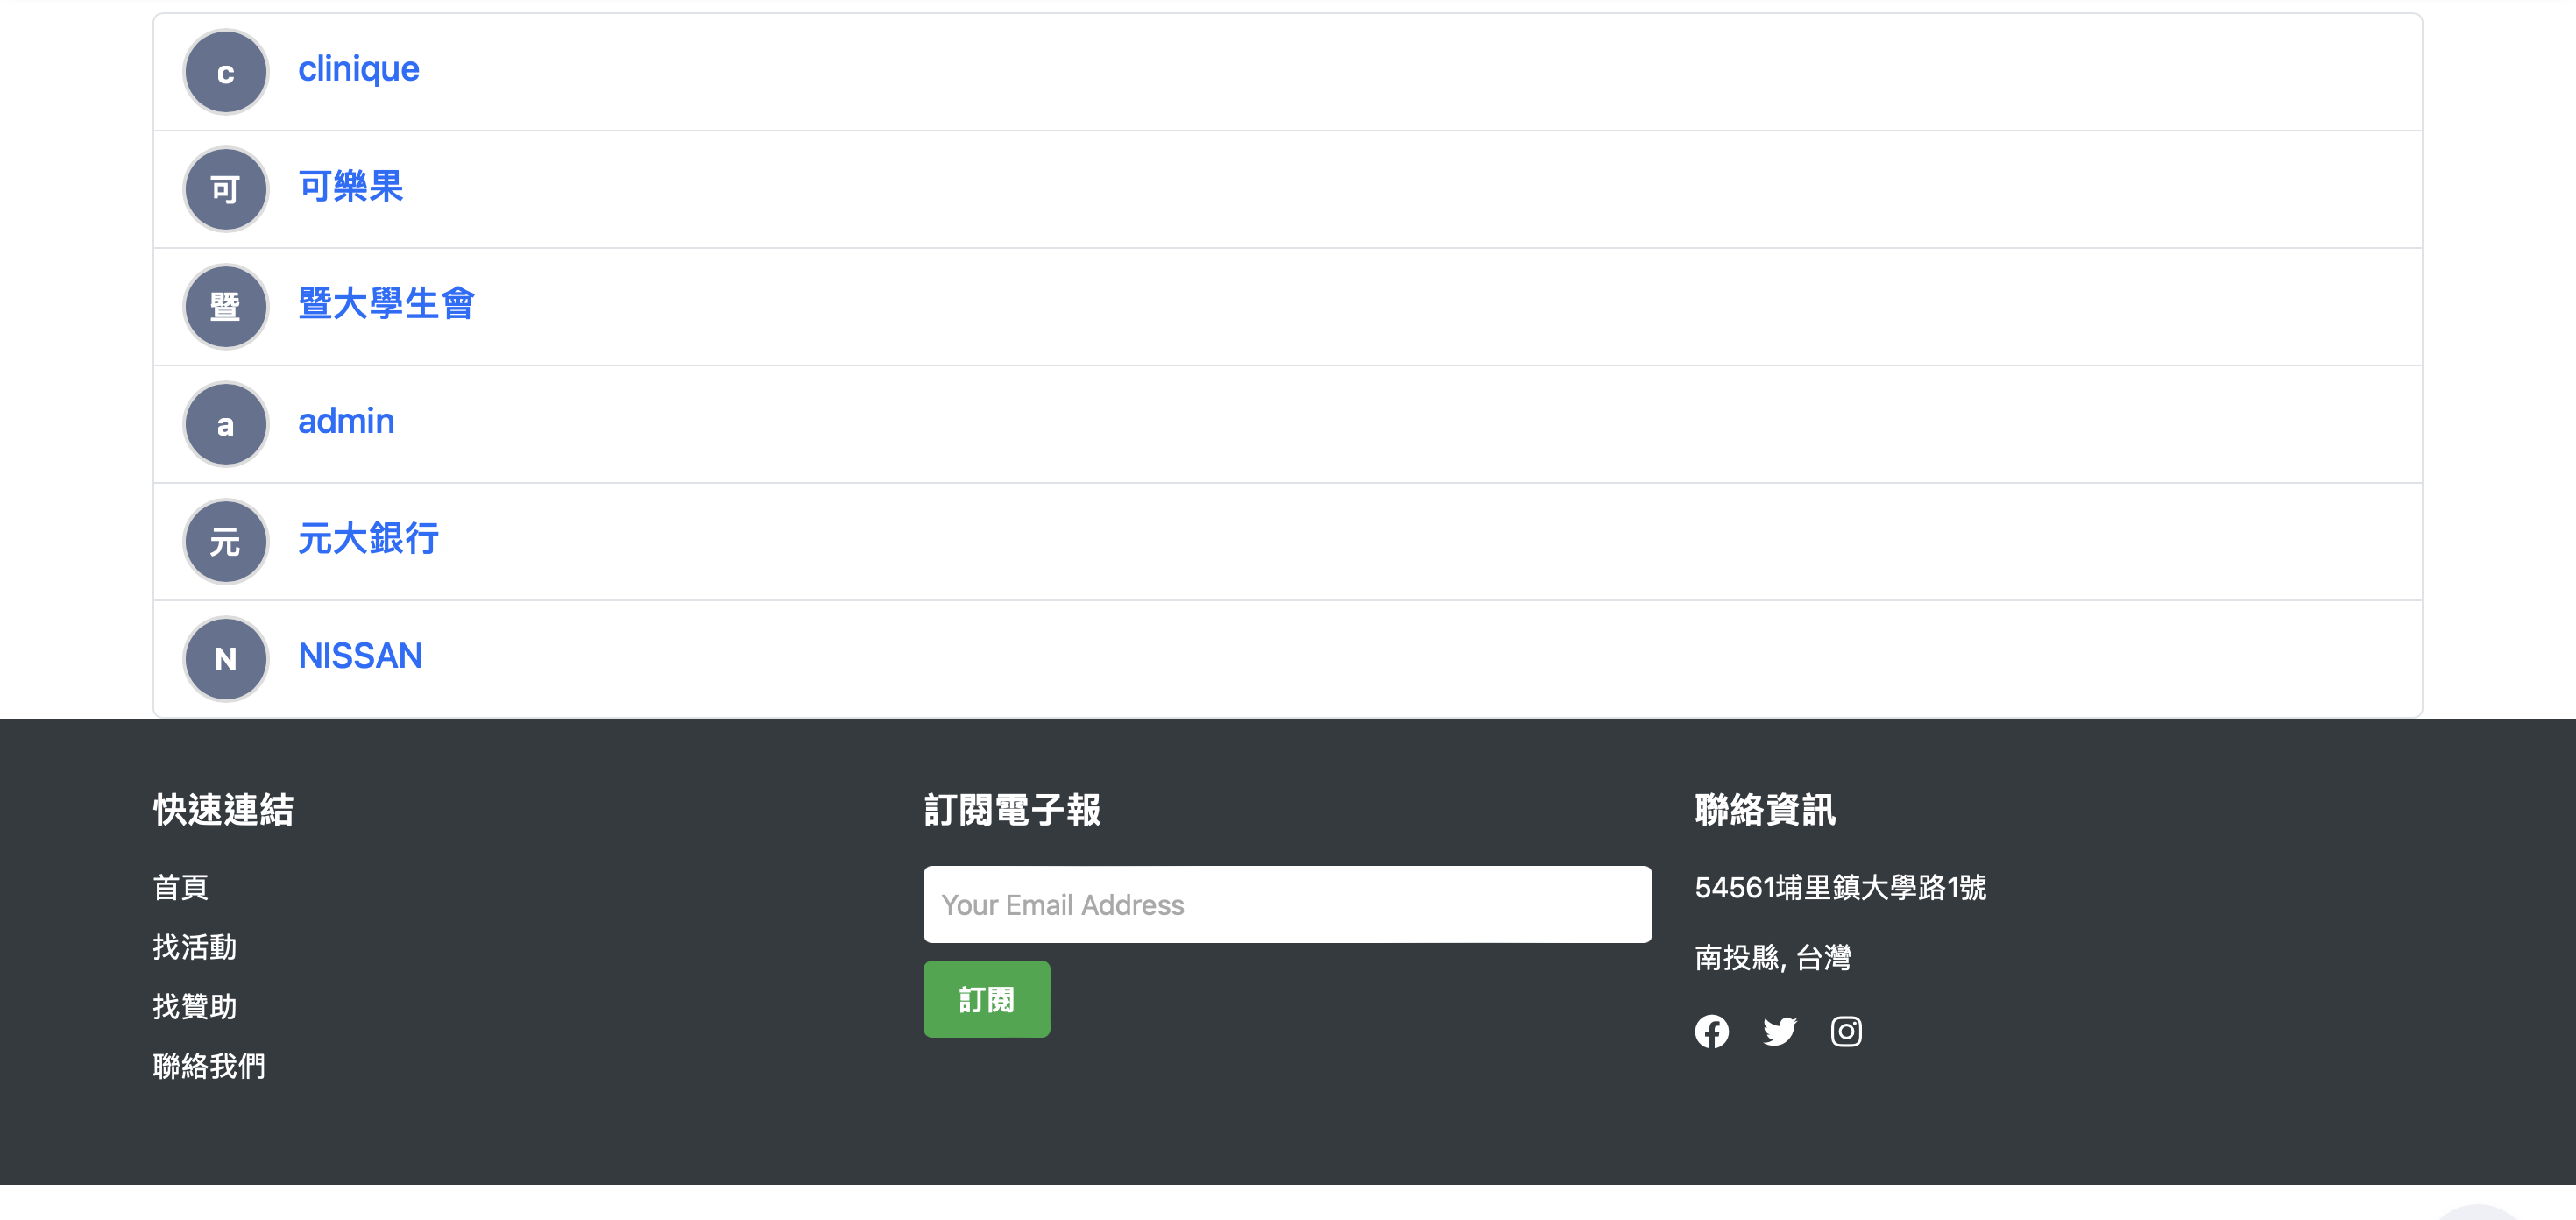 c clinique
可 可樂果
暨 暨大學生會
a admin
元 元大銀行
N NISSAN
快速連結
首頁
找活動
找贊助
聯絡我們
訂閱電子報
Your Email Address
訂閱
聯絡資訊
54561埔里鎮大學路1號
南投縣, 台灣